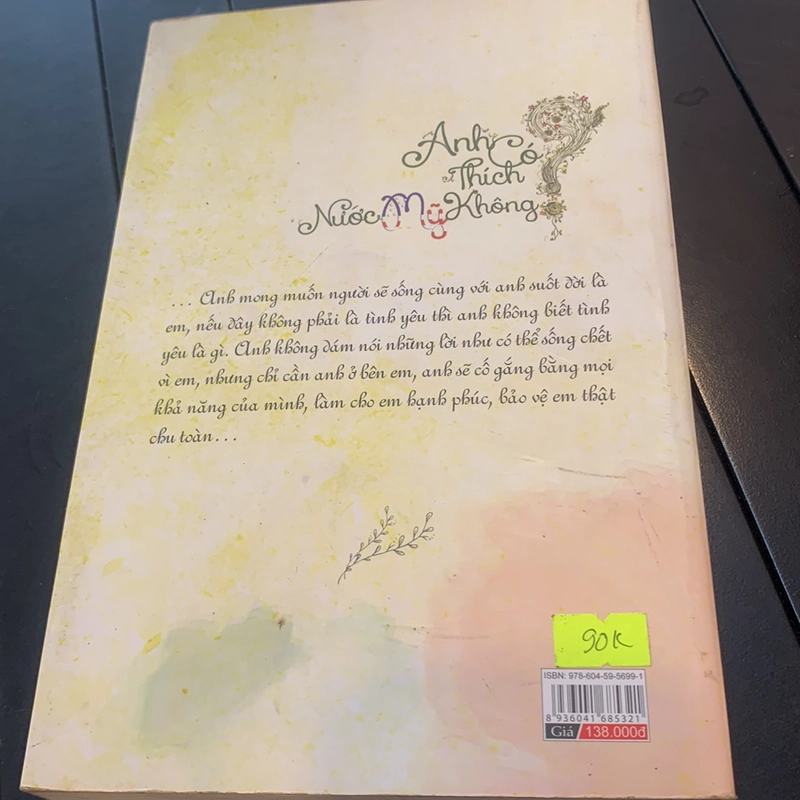 Anh Có
Thích
Nước Mỹ Không?
... Anh mong muốn người sẽ sống cùng với anh suốt đời là
em, nếu đây không phải là tình yêu thì anh không biết tình
yêu là gì. Anh không dám nói những lời như có thể sống chết
vì em, nhưng chỉ cần anh ở bên em, anh sẽ cố gắng bằng mọi
khả năng của mình, làm cho em hạnh phúc, bảo vệ em thật
chu toàn...
90K
ISBN: 978-604-59-5699-1
8 936041 685321
Giá 138.000đ